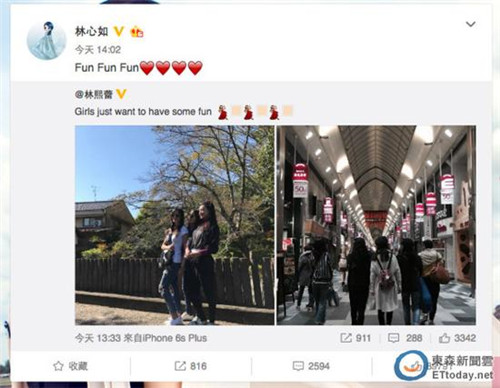 林心如
今天 14:02
Fun Fun Fun
@林熙蕾
Girls just want to have some fun
今天 13:33 來自iPhone 6s Plus
911
288
3342
收藏
816
2594
東森新聞雲
ETtoday.net